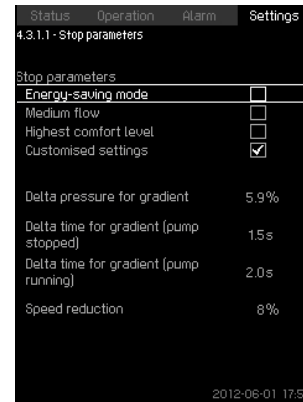 Status Operation Alarm Settings
4.3.1.1 - Stop parameters
Stop parameters
Energy-saving mode
Medium flow
Highest comfort level
Customised settings
Delta pressure for gradient 5.9%
Delta time for gradient (pump 1.5s
stopped)
Delta time for gradient (pump 2.0s
running)
Speed reduction 8%
2012-06-01 17:5